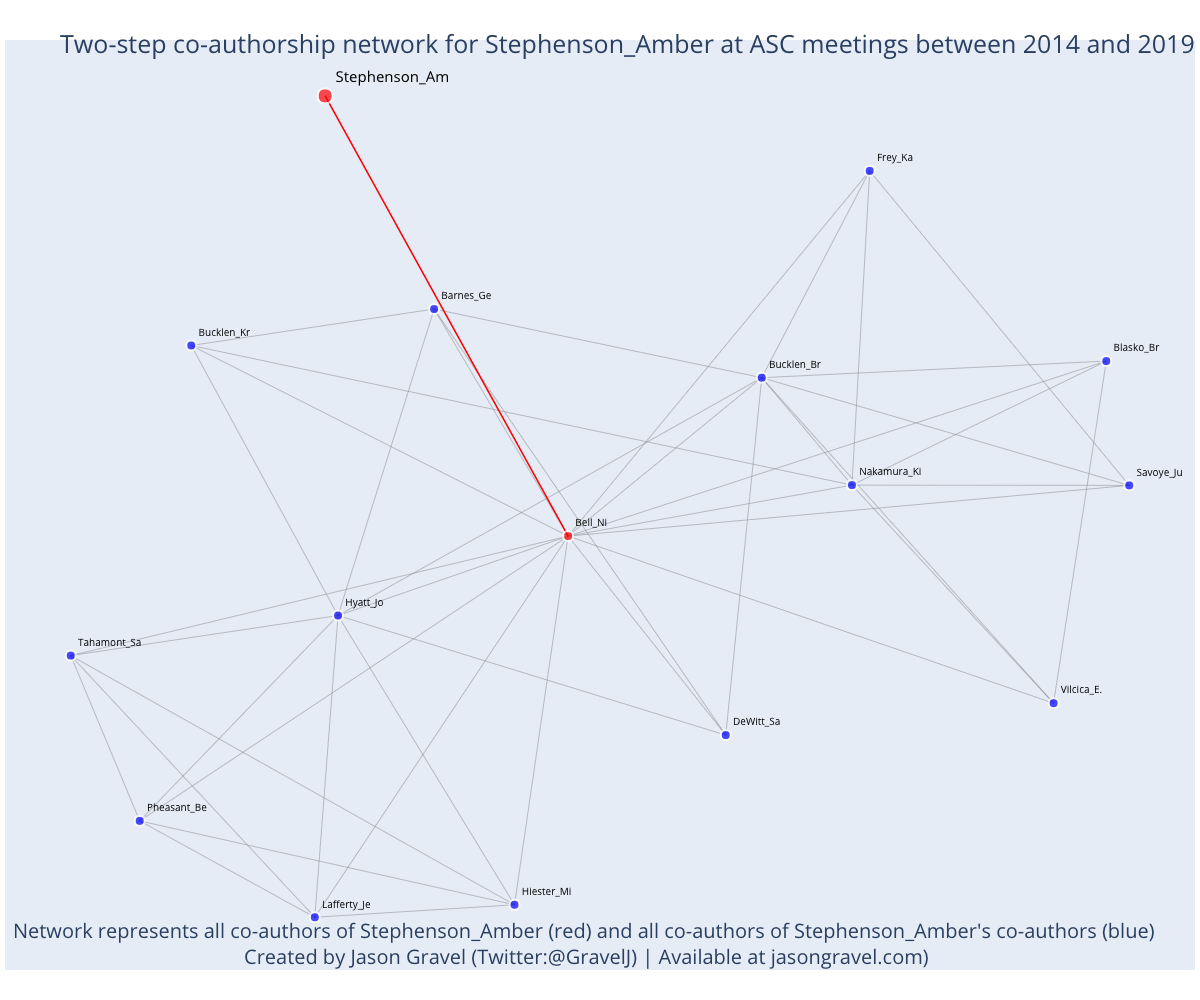 Two-step co-authorship network for Stephenson_Amber at ASC meetings between 2014 and 2019
Stephenson_Am
Frey_Ka
Barnes_Ge
Bucklen_Kr
Blasko_Br
Bucklen_Br
Nakamura_Ki
Savoye_Ju
Bell_Ni
Hyatt_Jo
Tahamont_Sa
Vilcica_E.
DeWitt_Sa
Pheasant_Be
Hiester_Mi
Lafferty_Je
Network represents all co-authors of Stephenson_Amber (red) and all co-authors of Stephenson_Amber's co-authors (blue)
Created by Jason Gravel (Twitter:@GravelJ) | Available at jasongravel.com)